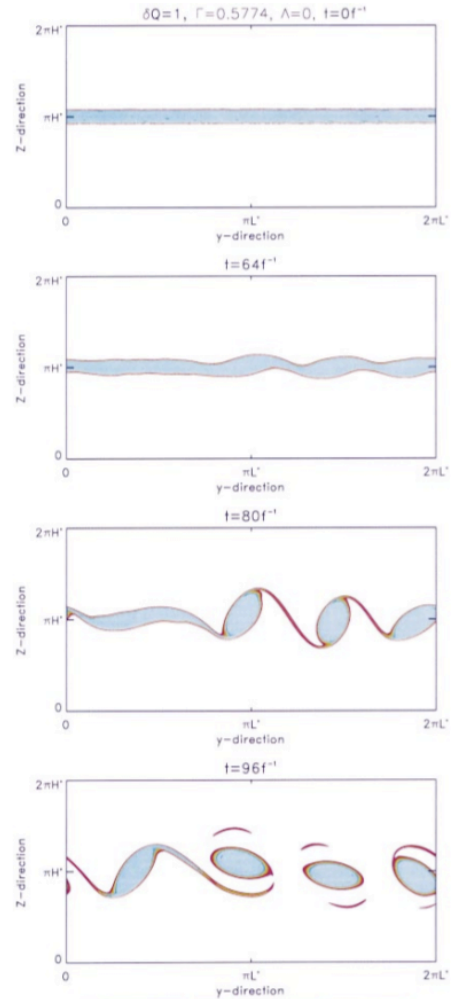 δQ=1, Γ=0.5774, Λ=0, t=0f⁻¹
2πH*
πH*
0
Z-direction
0
πL*
2πL*
y-direction
t=64f⁻¹
2πH*
πH*
0
Z-direction
0
πL*
2πL*
y-direction
t=80f⁻¹
2πH*
πH*
0
Z-direction
0
πL*
2πL*
y-direction
t=96f⁻¹
2πH*
πH*
0
Z-direction
0
πL*
2πL*
y-direction